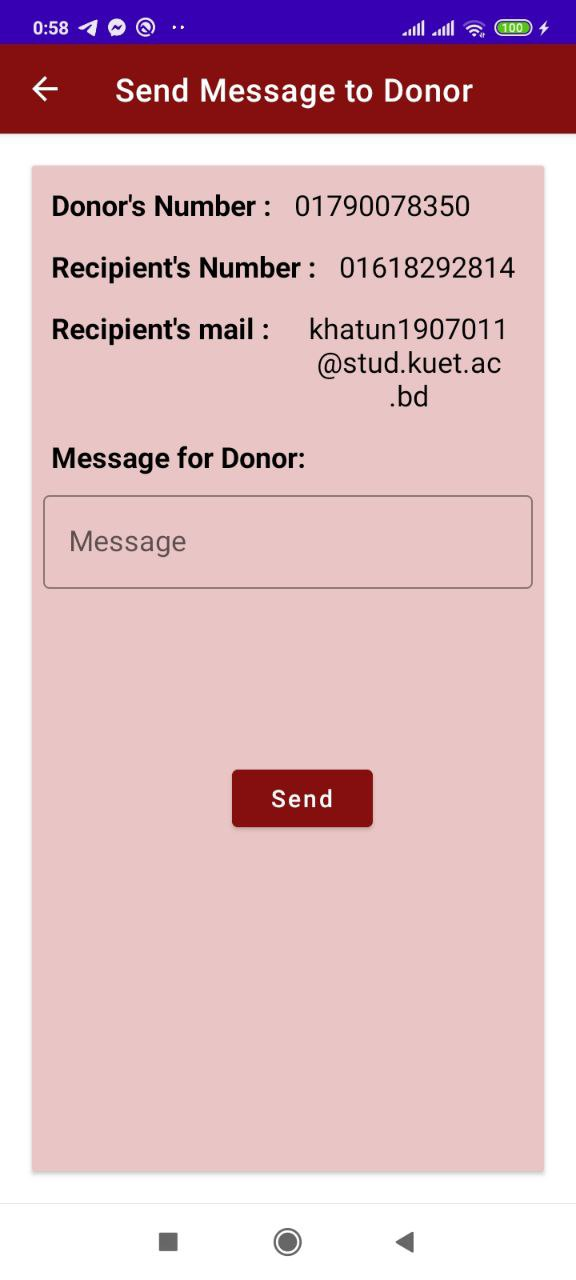 0:58
100
Send Message to Donor
Donor's Number : 01790078350
Recipient's Number : 01618292814
Recipient's mail : khatun1907011
@stud.kuet.ac
.bd
Message for Donor:
Message
Send